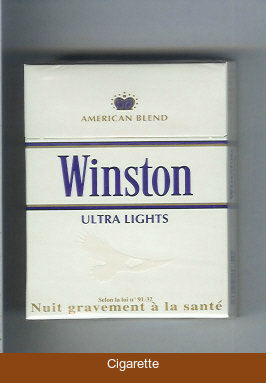 AMERICAN BLEND
Winston
ULTRA LIGHTS
Selon la loi n° 91-32
Nuit gravement à la santé
Cigarette